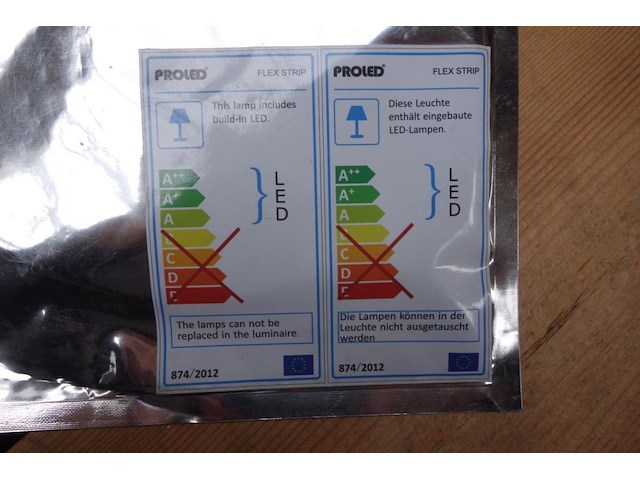 PROLED® FLEX STRIP
This lamp includes
build-In LED.
A++
A+
A
C
D
L
E
D
The lamps can not be
replaced in the luminaire.
874/2012
PROLED® FLEX STRIP
Diese Leuchte
enthält eingebaute
LED-Lampen.
A++
A+
A
C
D
L
E
D
Die Lampen können in der
Leuchte nicht ausgetauscht
werden
874/2012